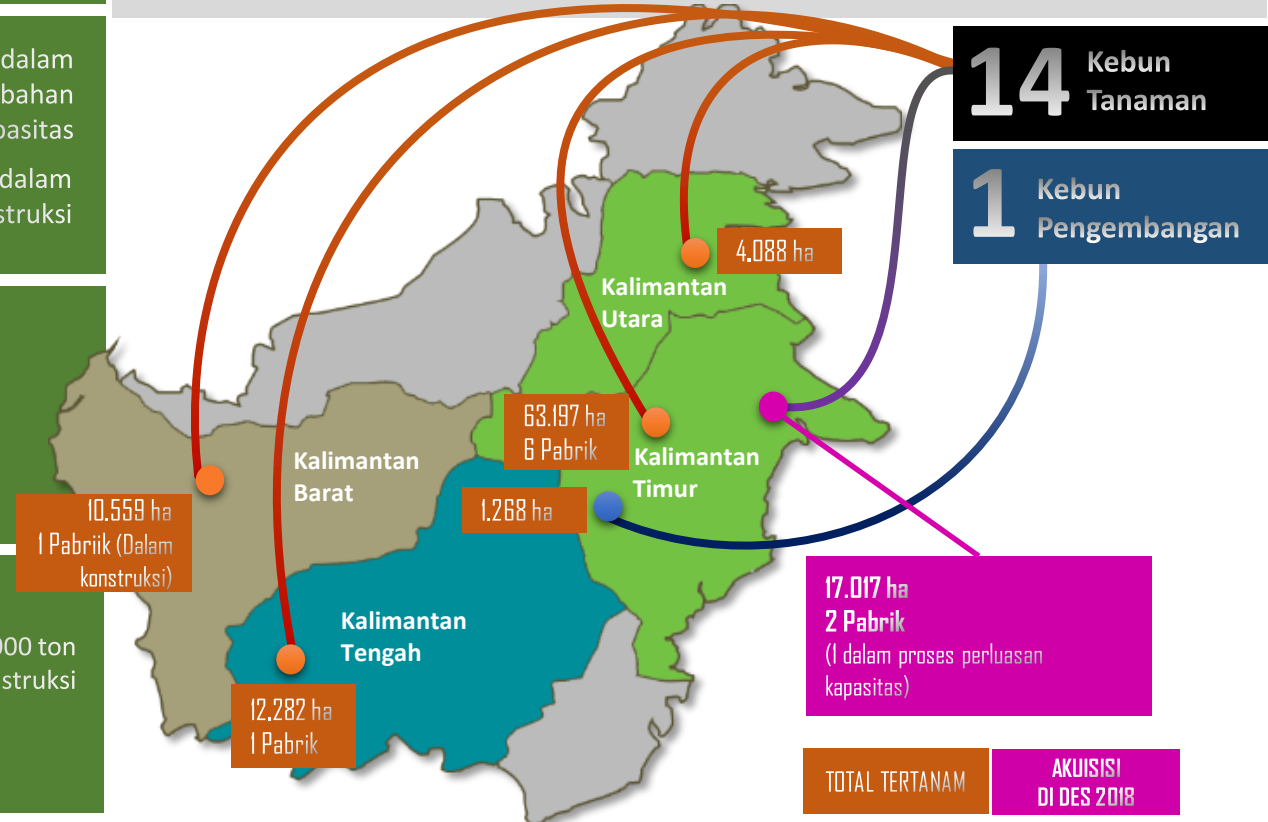 dalam
bahan
pasitas
dalam
struksi
000 ton
struksi
14 Kebun
Tanaman
1 Kebun
Pengembangan
4.088 ha
Kalimantan
Utara
63.197 ha
6 Pabrik
Kalimantan
Timur
Kalimantan
Barat
1.268 ha
10.559 ha
1 Pabriik (Dalam
konstruksi)
17.017 ha
2 Pabrik
(1 dalam proses perluasan
kapasitas)
Kalimantan
Tengah
12.282 ha
1 Pabrik
TOTAL TERTANAM
AKUISISI
DI DES 2018